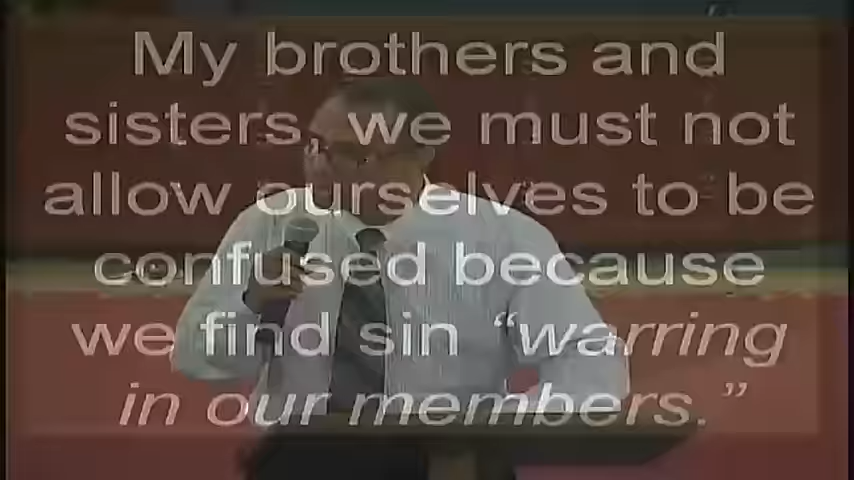 My brothers and
sisters, we must not
allow ourselves to be
confused because
we find sin “warring
in our members.”